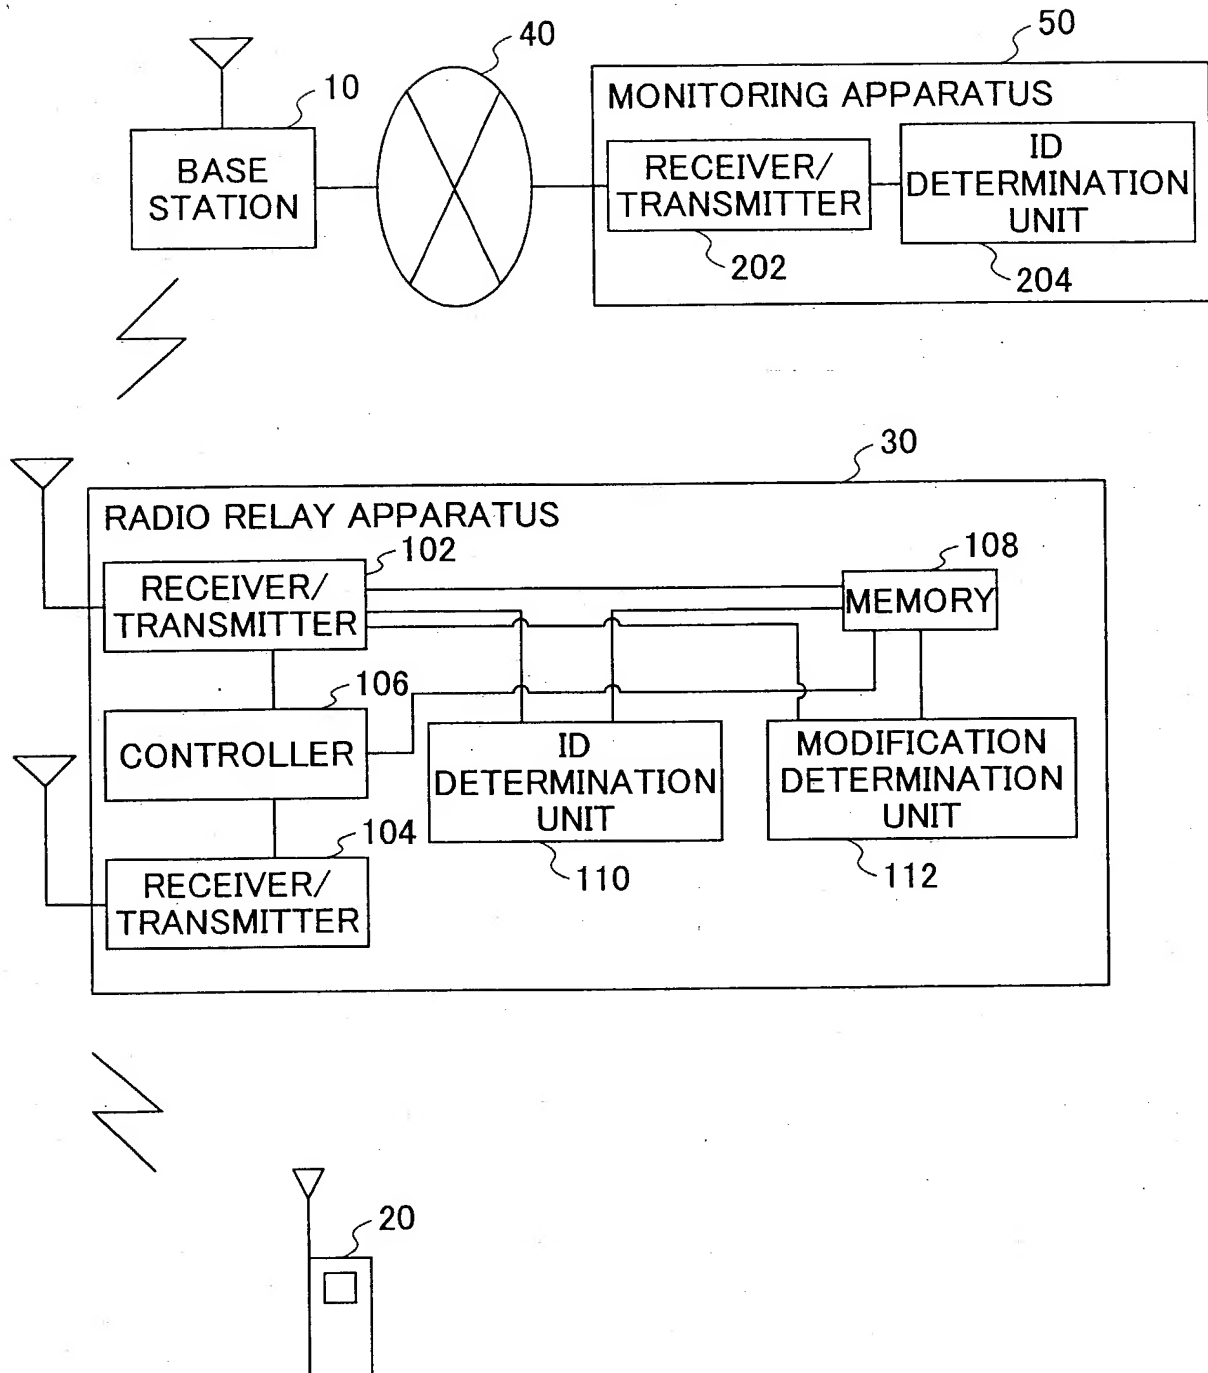 40
50
10
MONITORING APPARATUS
BASE
STATION
RECEIVER/
TRANSMITTER
ID
DETERMINATION
UNIT
202
204
30
RADIO RELAY APPARATUS
102
108
RECEIVER/
TRANSMITTER
MEMORY
106
CONTROLLER
ID
DETERMINATION
UNIT
MODIFICATION
DETERMINATION
UNIT
104
110
112
RECEIVER/
TRANSMITTER
20